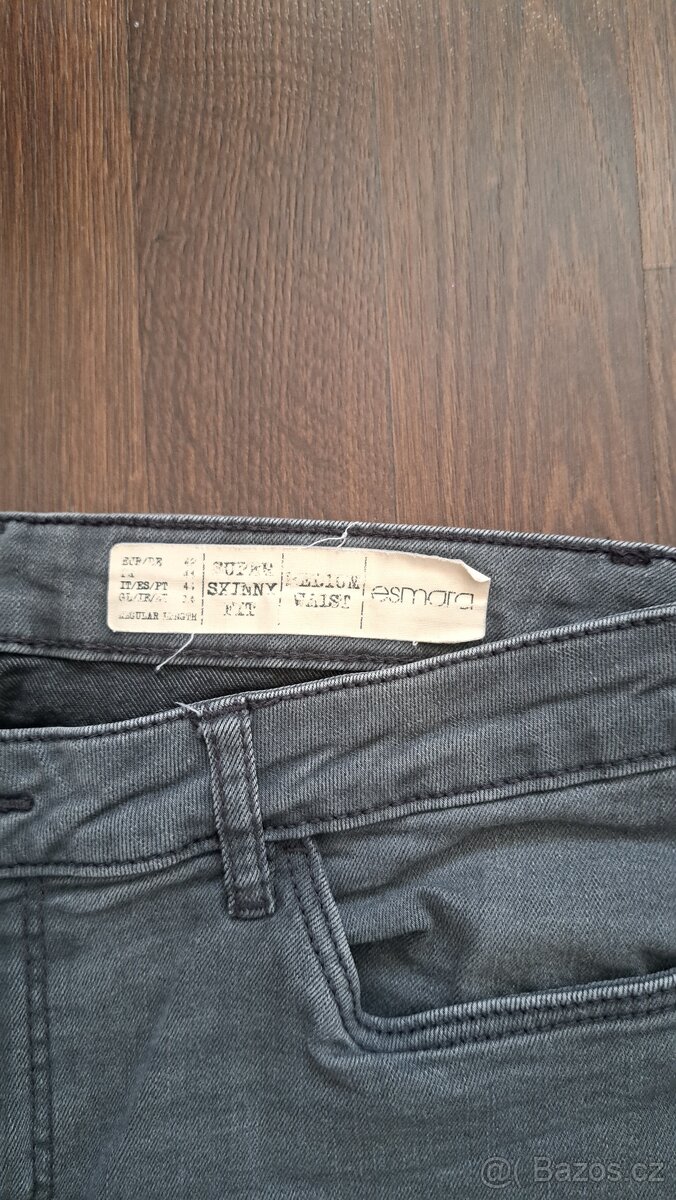 EUR/DE
IT/ES/PT
REGULAR LENGTH
SUPER
SKINNY
FIT
MEDIUM
WAIST
esmara
@( Bazos.cz